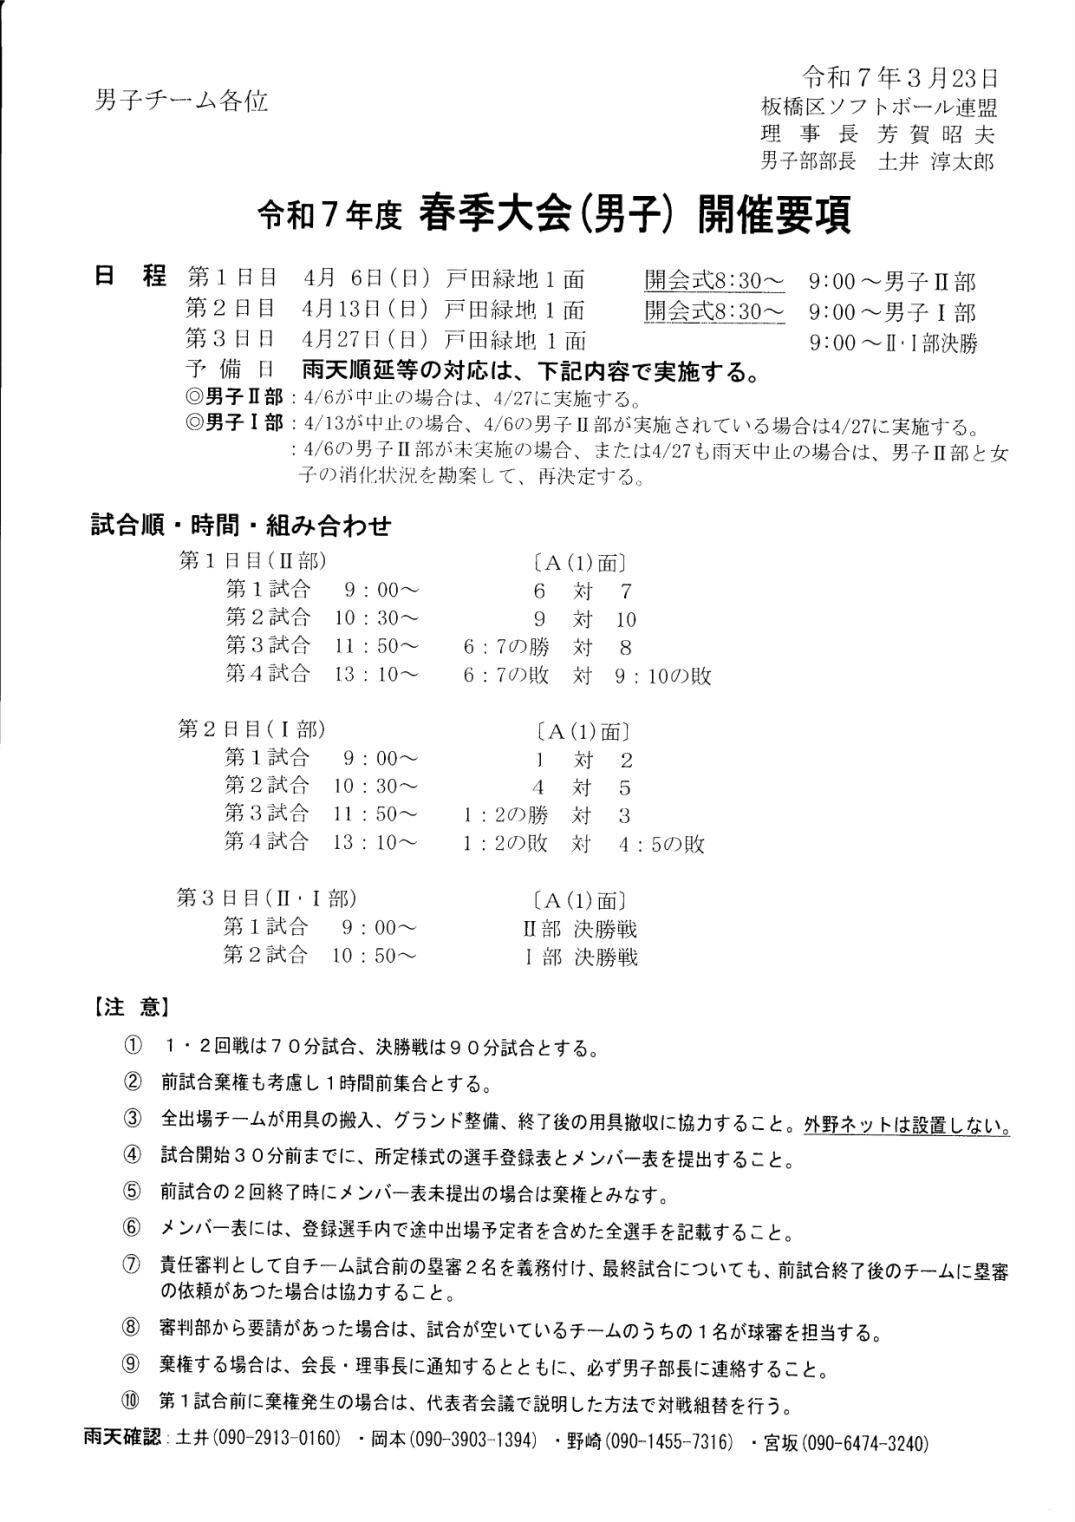 令和７年３月23日
男子チーム各位
板橋区ソフトボール連盟
理事長 芳賀昭夫
男子部部長 土井 淳太郎
令和７年度 春季大会(男子) 開催要項
日程 第１日目 4月 6日(日) 戸田緑地１面 開会式8:30～ 9:00～男子Ⅱ部
第２日目 4月13日(日) 戸田緑地１面 開会式8:30～ 9:00～男子Ⅰ部
第３日目 4月27日(日) 戸田緑地１面 9:00～Ⅱ･Ⅰ部決勝
予備日 雨天順延等の対応は、下記内容で実施する。
◎男子Ⅱ部：4/6が中止の場合は、4/27に実施する。
◎男子Ⅰ部：4/13が中止の場合、4/6の男子Ⅱ部が実施されている場合は4/27に実施する。
：4/6の男子Ⅱ部が未実施の場合、または4/27も雨天中止の場合は、男子Ⅱ部と女
子の消化状況を勘案して、再決定する。
試合順・時間・組み合わせ
第１日目(Ⅱ部) 〔A(1)面〕
第１試合 9：00～ 6 対 7
第２試合 10：30～ 9 対 10
第３試合 11：50～ 6：7の勝 対 8
第４試合 13：10～ 6：7の敗 対 9：10の敗
第２日目(Ⅰ部) 〔A(1)面〕
第１試合 9：00～ 1 対 2
第２試合 10：30～ 4 対 5
第３試合 11：50～ 1：2の勝 対 3
第４試合 13：10～ 1：2の敗 対 4：5の敗
第３日目(Ⅱ･Ⅰ部) 〔A(1)面〕
第１試合 9：00～ Ⅱ部 決勝戦
第２試合 10：50～ Ⅰ部 決勝戦
【注 意】
① １・２回戦は７０分試合、決勝戦は９０分試合とする。
② 前試合棄権も考慮し１時間前集合とする。
③ 全出場チームが用具の搬入、グランド整備、終了後の用具撤収に協力すること。外野ネットは設置しない。
④ 試合開始３０分前までに、所定様式の選手登録表とメンバー表を提出すること。
⑤ 前試合の２回終了時にメンバー表未提出の場合は棄権とみなす。
⑥ メンバー表には、登録選手内で途中出場予定者を含めた全選手を記載すること。
⑦ 責任審判として自チーム試合前の塁審２名を義務付け、最終試合についても、前試合終了後のチームに塁審
の依頼があつた場合は協力すること。
⑧ 審判部から要請があった場合は、試合が空いているチームのうちの１名が球審を担当する。
⑨ 棄権する場合は、会長・理事長に通知するとともに、必ず男子部長に連絡すること。
⑩ 第１試合前に棄権発生の場合は、代表者会議で説明した方法で対戦組替を行う。
雨天確認：土井(090-2913-0160) ・岡本(090-3903-1394) ・野崎(090-1455-7316) ・宮坂(090-6474-3240)